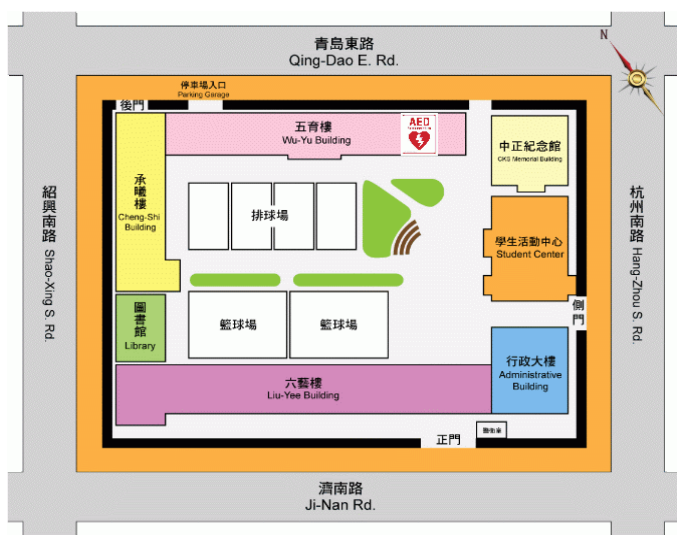 青島東路
Qing-Dao E. Rd.
N
停車場入口
Parking Garage
後門
五育樓
Wu-Yu Building
AED
中正紀念館
CKS Memorial Building
承曦樓
Cheng-Shi
Building
排球場
學生活動中心
Student Center
紹興南路
Shao-Xing S. Rd.
杭州南路
Hang-Zhou S. Rd.
圖書館
Library
籃球場
籃球場
側門
行政大樓
Administrative
Building
六藝樓
Liu-Yee Building
正門
濟南路
Ji-Nan Rd.